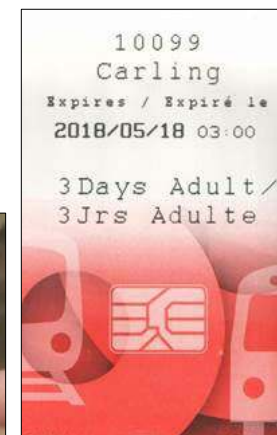 10099
Carling
Expires / Expiré le
2018/05/18 03:00
3Days Adult/
3Jrs Adulte